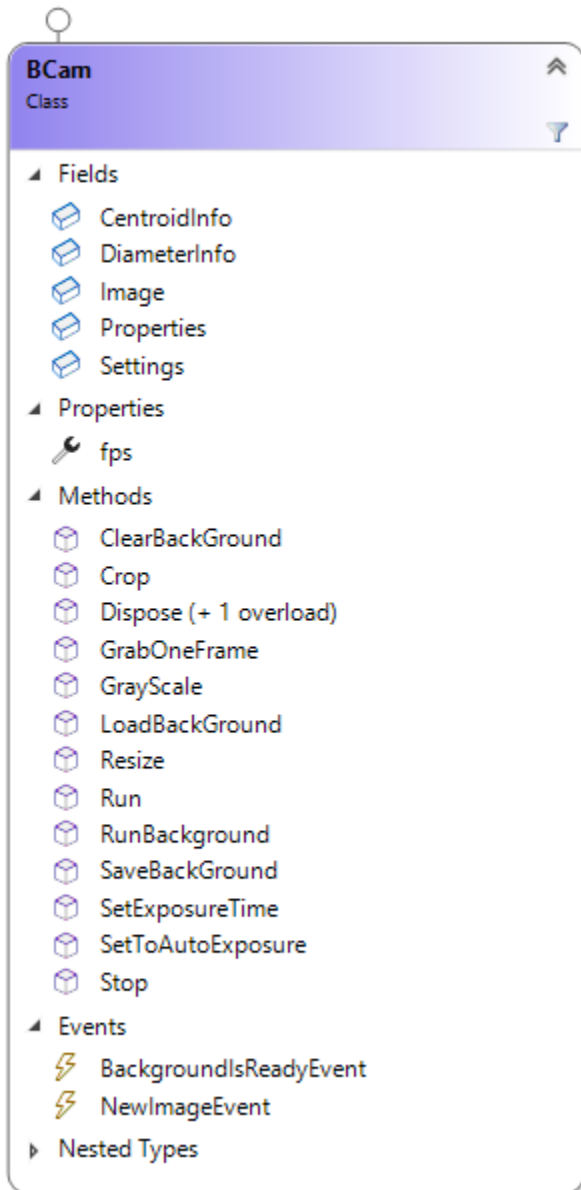 BCam
Class
Fields
CentroidInfo
DiameterInfo
Image
Properties
Settings
Properties
fps
Methods
ClearBackGround
Crop
Dispose (+ 1 overload)
GrabOneFrame
GrayScale
LoadBackGround
Resize
Run
RunBackground
SaveBackGround
SetExposureTime
SetToAutoExposure
Stop
Events
BackgroundIsReadyEvent
NewImageEvent
Nested Types